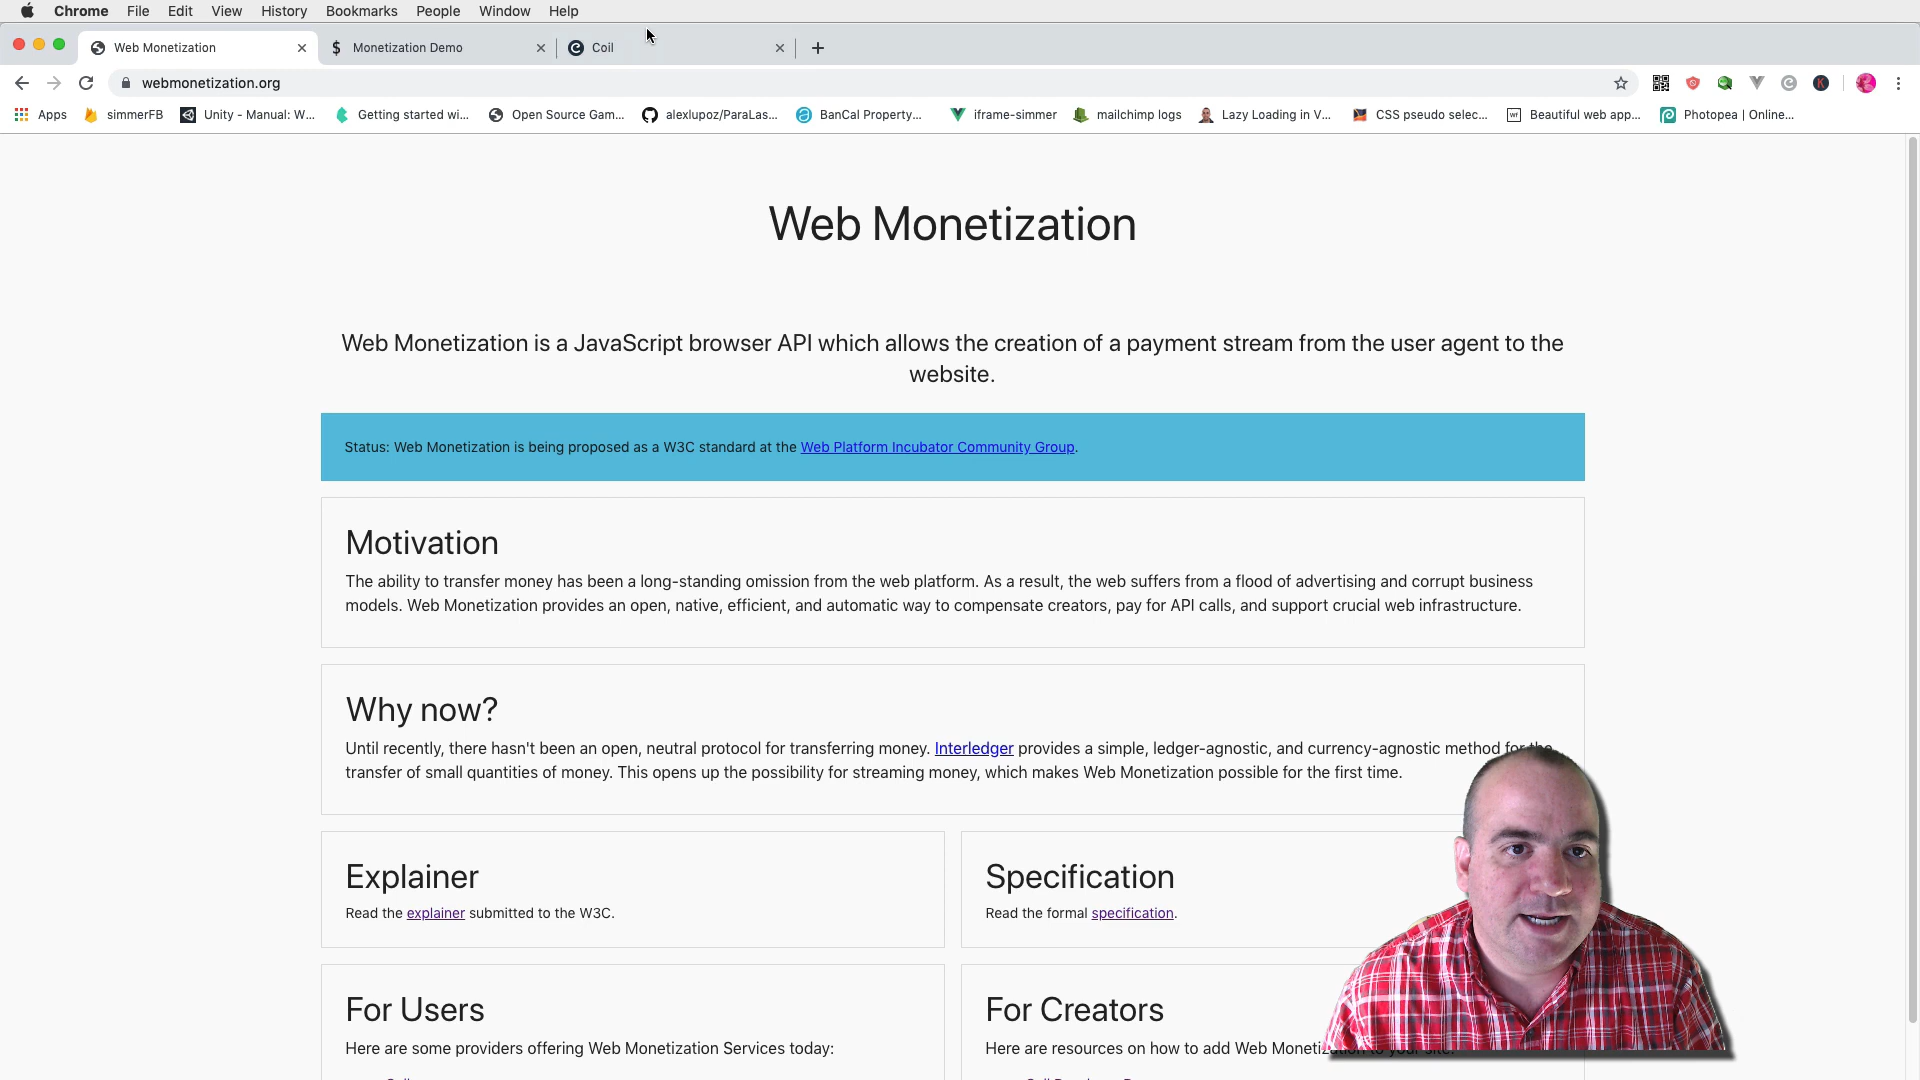 Chrome File Edit View History Bookmarks People Window Help
Web Monetization
$ Monetization Demo
Coil
webmonetization.org
Apps simmerFB Unity - Manual: W... Getting started wi... Open Source Gam... alexlupoz/ParaLas... BanCal Property... iframe-simmer mailchimp logs Lazy Loading in V... CSS pseudo selec... Beautiful web app... Photopea | Online...
Web Monetization
Web Monetization is a JavaScript browser API which allows the creation of a payment stream from the user agent to the
website.
Status: Web Monetization is being proposed as a W3C standard at the Web Platform Incubator Community Group.
Motivation
The ability to transfer money has been a long-standing omission from the web platform. As a result, the web suffers from a flood of advertising and corrupt business
models. Web Monetization provides an open, native, efficient, and automatic way to compensate creators, pay for API calls, and support crucial web infrastructure.
Why now?
Until recently, there hasn't been an open, neutral protocol for transferring money. Interledger provides a simple, ledger-agnostic, and currency-agnostic method for the
transfer of small quantities of money. This opens up the possibility for streaming money, which makes Web Monetization possible for the first time.
Explainer
Read the explainer submitted to the W3C.
Specification
Read the formal specification.
For Users
Here are some providers offering Web Monetization Services today:
For Creators
Here are resources on how to add Web Monetization to your site: